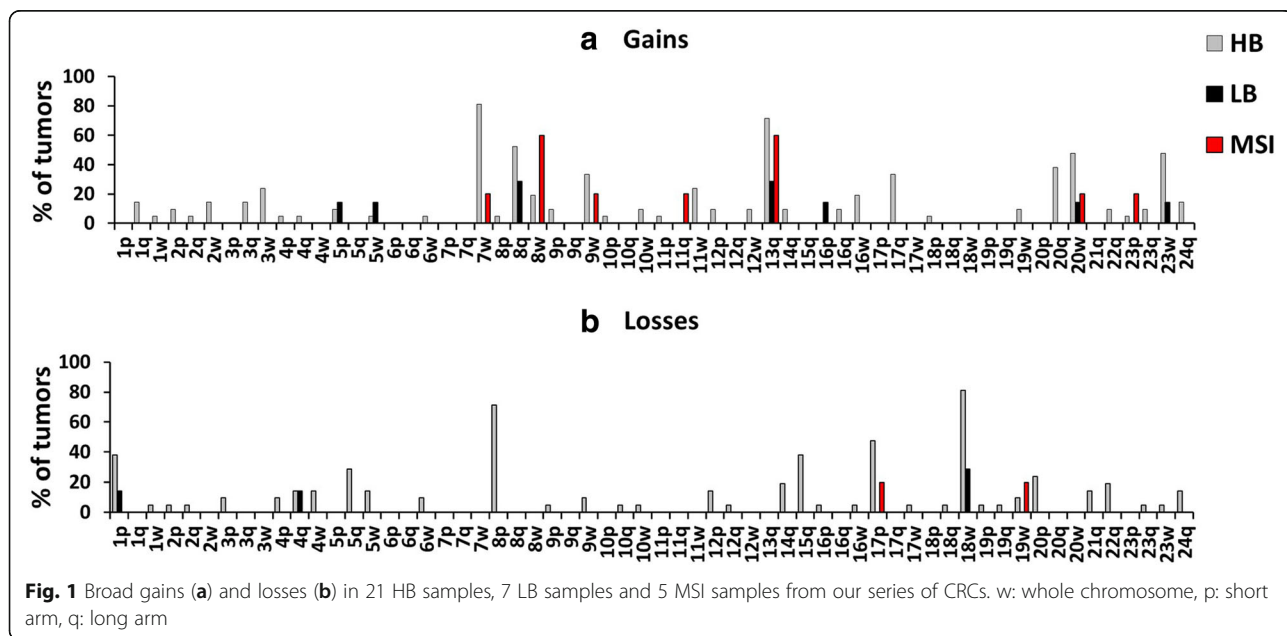 a Gains
HB
LB
MSI
% of tumors
100
80
60
40
20
0
1p 1q 1w 2p 2q 2w 3p 3q 3w 4p 4q 4w 5p 5q 5w 6p 6q 6w 7p 7q 7w 8p 8q 8w 9p 9q 9w 10p 10q 10w 11p 11q 11w 12p 12q 12w 13q 14q 15q 16p 16q 16w 17p 17q 17w 18p 18q 18w 19p 19q 19w 20p 20q 20w 21q 22q 23p 23q 23w 24q
b Losses
% of tumors
100
80
60
40
20
0
1p 1q 1w 2p 2q 2w 3p 3q 3w 4p 4q 4w 5p 5q 5w 6p 6q 6w 7p 7q 7w 8p 8q 8w 9p 9q 9w 10p 10q 10w 11p 11q 11w 12p 12q 12w 13q 14q 15q 16p 16q 16w 17p 17q 17w 18p 18q 18w 19p 19q 19w 20p 20q 20w 21q 22q 23p 23q 23w 24q
Fig. 1 Broad gains (a) and losses (b) in 21 HB samples, 7 LB samples and 5 MSI samples from our series of CRCs. w: whole chromosome, p: short
arm, q: long arm